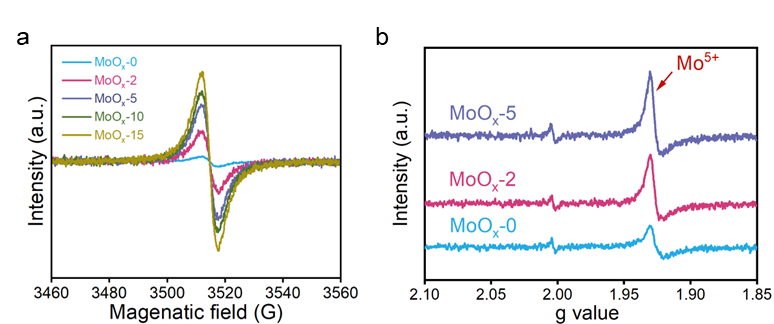 a
MoOx-0
MoOx-2
MoOx-5
MoOx-10
MoOx-15
Intensity (a.u.)
3460 3480 3500 3520 3540 3560
Magenatic field (G)
b
Mo5+
MoOx-5
MoOx-2
MoOx-0
Intensity (a.u.)
2.10 2.05 2.00 1.95 1.90 1.85
g value